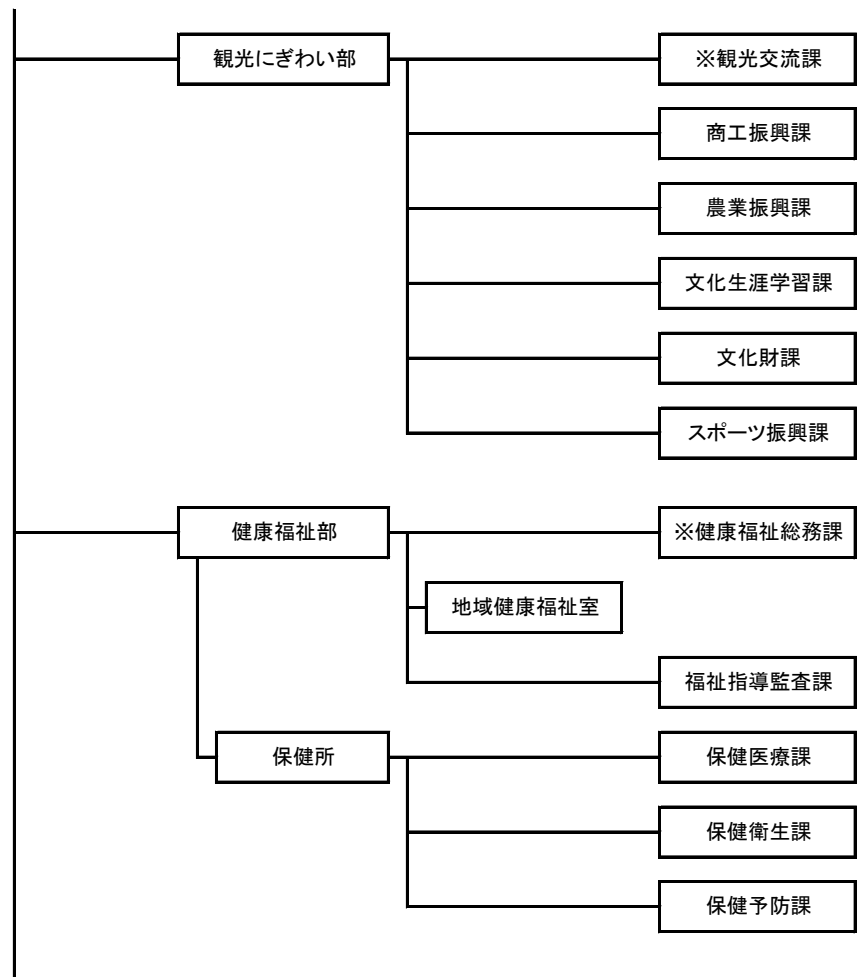 観光にぎわい部
※観光交流課
商工振興課
農業振興課
文化生涯学習課
文化財課
スポーツ振興課
健康福祉部
※健康福祉総務課
地域健康福祉室
福祉指導監査課
保健所
保健医療課
保健衛生課
保健予防課